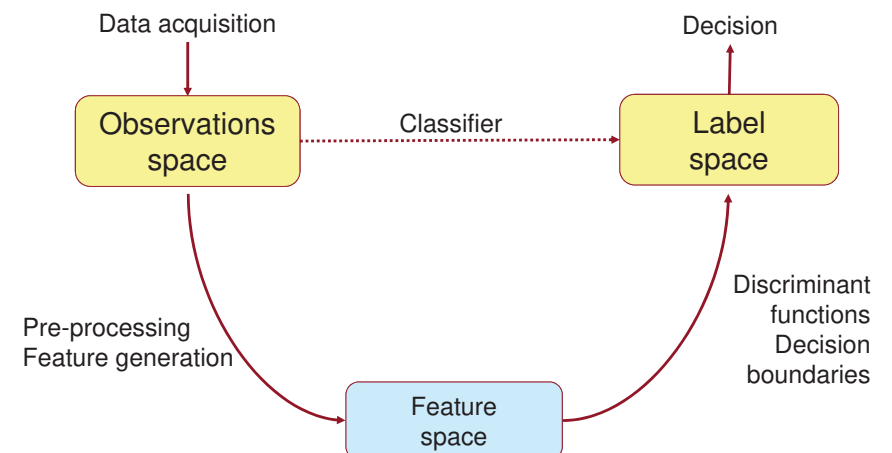 Data acquisition
Decision
Observations
space
Classifier
Label
space
Pre-processing
Feature generation
Discriminant
functions
Decision
boundaries
Feature
space